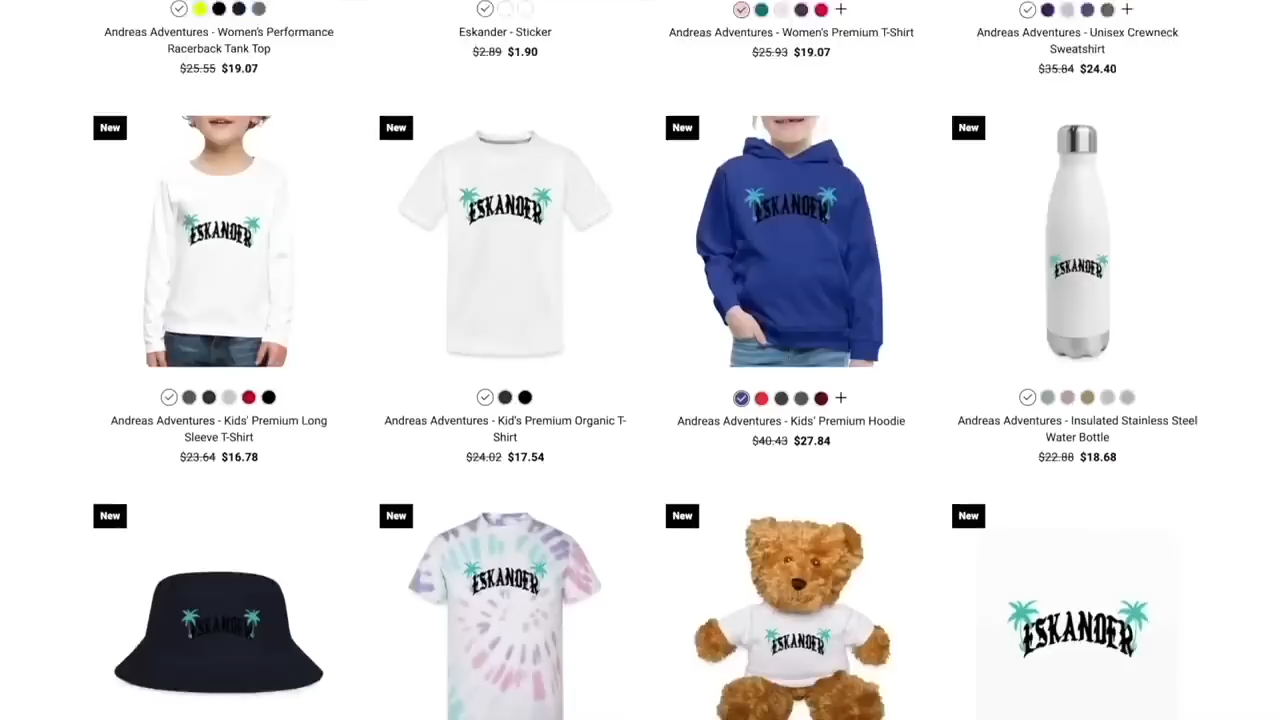 Andreas Adventures - Women's Performance
Racerback Tank Top
$25.55 $19.07
Eskander - Sticker
$2.89 $1.90
Andreas Adventures - Women's Premium T-Shirt
$25.93 $19.07
Andreas Adventures - Unisex Crewneck
Sweatshirt
$35.84 $24.40
New
ESKANDER
New
ESKANDER
New
ESKANDER
New
ESKANDER
Andreas Adventures - Kids' Premium Long
Sleeve T-Shirt
$23.64 $16.78
Andreas Adventures - Kid's Premium Organic T-
Shirt
$24.02 $17.54
Andreas Adventures - Kids' Premium Hoodie
$40.43 $27.84
Andreas Adventures - Insulated Stainless Steel
Water Bottle
$22.88 $18.68
New
ESKANDER
New
ESKANDER
New
ESKANDER
New
ESKANDER